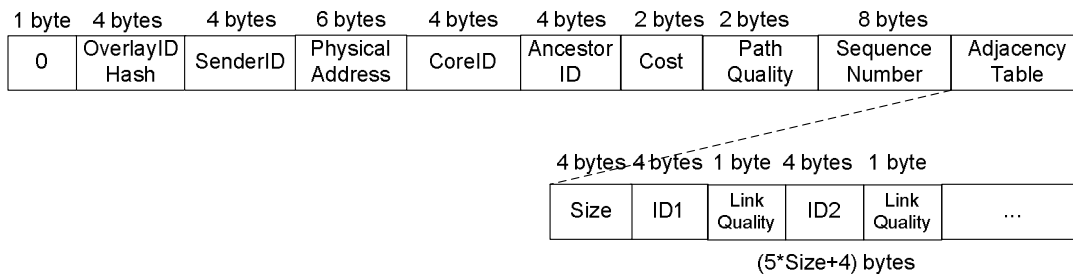 1 byte 4 bytes 4 bytes 6 bytes 4 bytes 4 bytes 2 bytes 2 bytes 8 bytes
0
OverlayID
Hash
SenderID
Physical
Address
CoreID
Ancestor
ID
Cost
Path
Quality
Sequence
Number
Adjacency
Table
4 bytes 4 bytes 1 byte 4 bytes 1 byte
Size
ID1
Link
Quality
ID2
Link
Quality
...
(5*Size+4) bytes